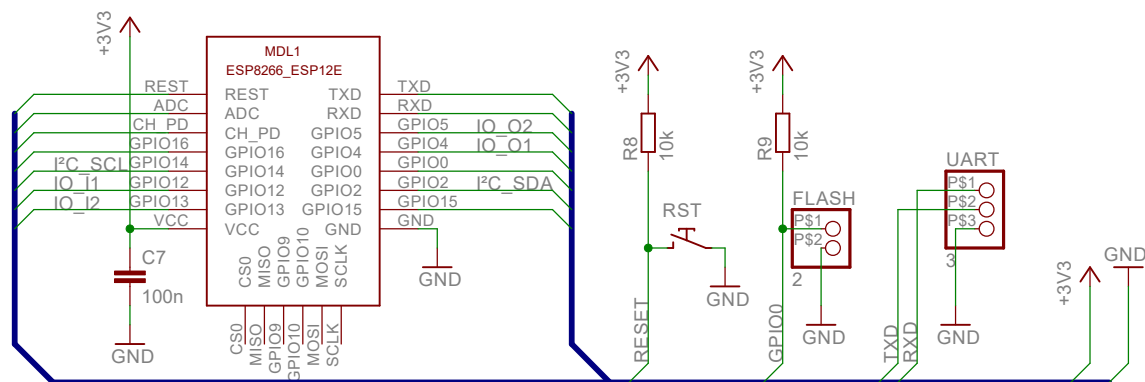 +3V3
MDL1
ESP8266_ESP12E
REST
REST
TXD
TXD
ADC
ADC
RXD
RXD
CH_PD
CH_PD
GPIO5
GPIO5
IO_O2
GPIO16
GPIO16
GPIO4
GPIO4
IO_O1
I²C_SCL
GPIO14
GPIO14
GPIO0
GPIO0
IO_I1
GPIO12
GPIO12
GPIO2
GPIO2
I²C_SDA
IO_I2
GPIO13
GPIO13
GPIO15
GPIO15
VCC
VCC
GND
GND
CS0
MISO
GPIO9
GPIO10
MOSI
SCLK
CS0
MISO
GPIO9
GPIO10
MOSI
SCLK
C7
100n
GND
GND
+3V3
R8
10k
RST
GND
RESET
+3V3
R9
10k
FLASH
P$1
P$2
2
GND
GPIO0
UART
P$1
P$2
P$3
3
GND
TXD
RXD
+3V3
GND